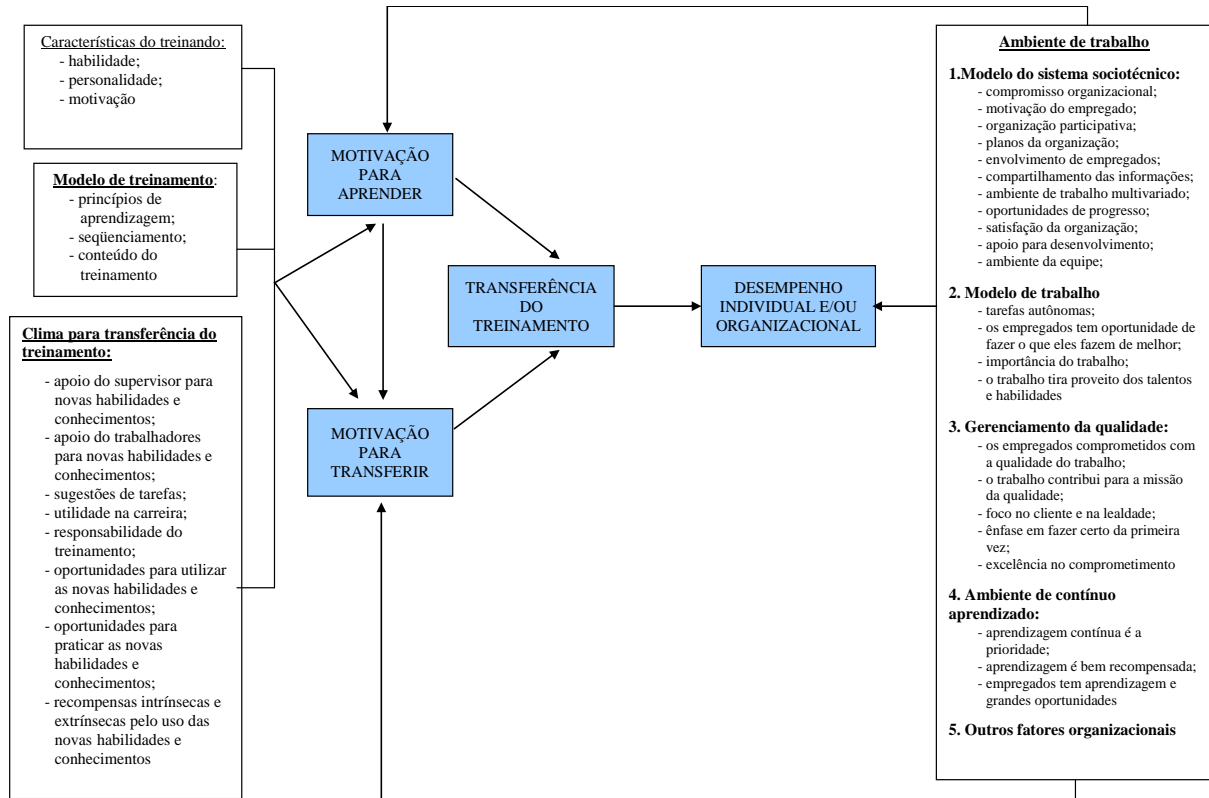 Características do treinando:
- habilidade;
- personalidade;
- motivação
Modelo de treinamento:
- princípios de
aprendizagem;
- seqüenciamento;
- conteúdo do
treinamento
Clima para transferência do
treinamento:
- apoio do supervisor para
novas habilidades e
conhecimentos;
- apoio do trabalhadores
para novas habilidades e
conhecimentos;
- sugestões de tarefas;
- utilidade na carreira;
- responsabilidade do
treinamento;
- oportunidades para utilizar
as novas habilidades e
conhecimentos;
- oportunidades para
praticar as novas
habilidades e
conhecimentos;
- recompensas intrínsecas e
extrínsecas pelo uso das
novas habilidades e
conhecimentos
MOTIVAÇÃO
PARA
APRENDER
TRANSFERÊNCIA
DO
TREINAMENTO
MOTIVAÇÃO
PARA
TRANSFERIR
DESEMPENHO
INDIVIDUAL E/OU
ORGANIZACIONAL
Ambiente de trabalho
1.Modelo do sistema sociotécnico:
- compromisso organizacional;
- motivação do empregado;
- organização participativa;
- planos da organização;
- envolvimento de empregados;
- compartilhamento das informações;
- ambiente de trabalho multivariado;
- oportunidades de progresso;
- satisfação da organização;
- apoio para desenvolvimento;
- ambiente da equipe;
2. Modelo de trabalho
- tarefas autônomas;
- os empregados tem oportunidade de
fazer o que eles fazem de melhor;
- importância do trabalho;
- o trabalho tira proveito dos talentos
e habilidades
3. Gerenciamento da qualidade:
- os empregados comprometidos com
a qualidade do trabalho;
- o trabalho contribui para a missão
da qualidade;
- foco no cliente e na lealdade;
- ênfase em fazer certo da primeira
vez;
- excelência no comprometimento
4. Ambiente de contínuo
aprendizado:
- aprendizagem contínua é a
prioridade;
- aprendizagem é bem recompensada;
- empregados tem aprendizagem e
grandes oportunidades
5. Outros fatores organizacionais